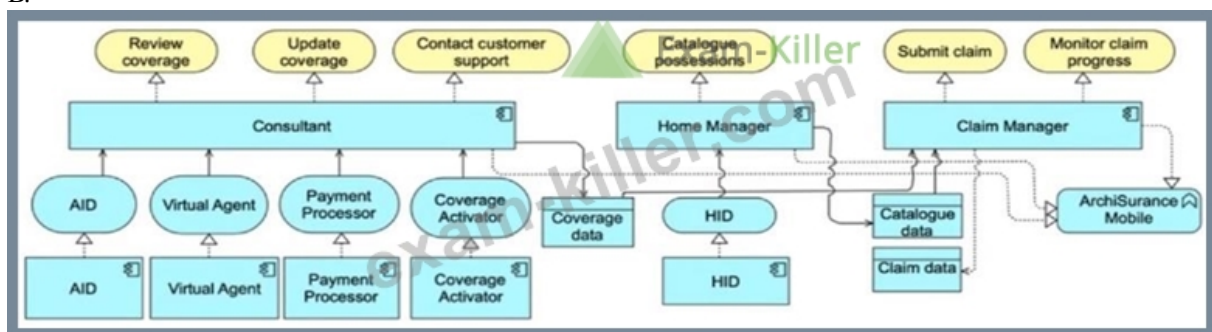 B.
Review
coverage
Update
coverage
Contact customer
support
Exam-Killer
Catalogue
possessions
Submit claim
Monitor claim
progress
Consultant
Home Manager
Claim Manager
exam-killer.com
AID
Virtual Agent
Payment
Processor
Coverage
Activator
Coverage
data
HID
Catalogue
data
ArchiSurance
Mobile
Claim data
AID
Virtual Agent
Payment
Processor
Coverage
Activator
HID